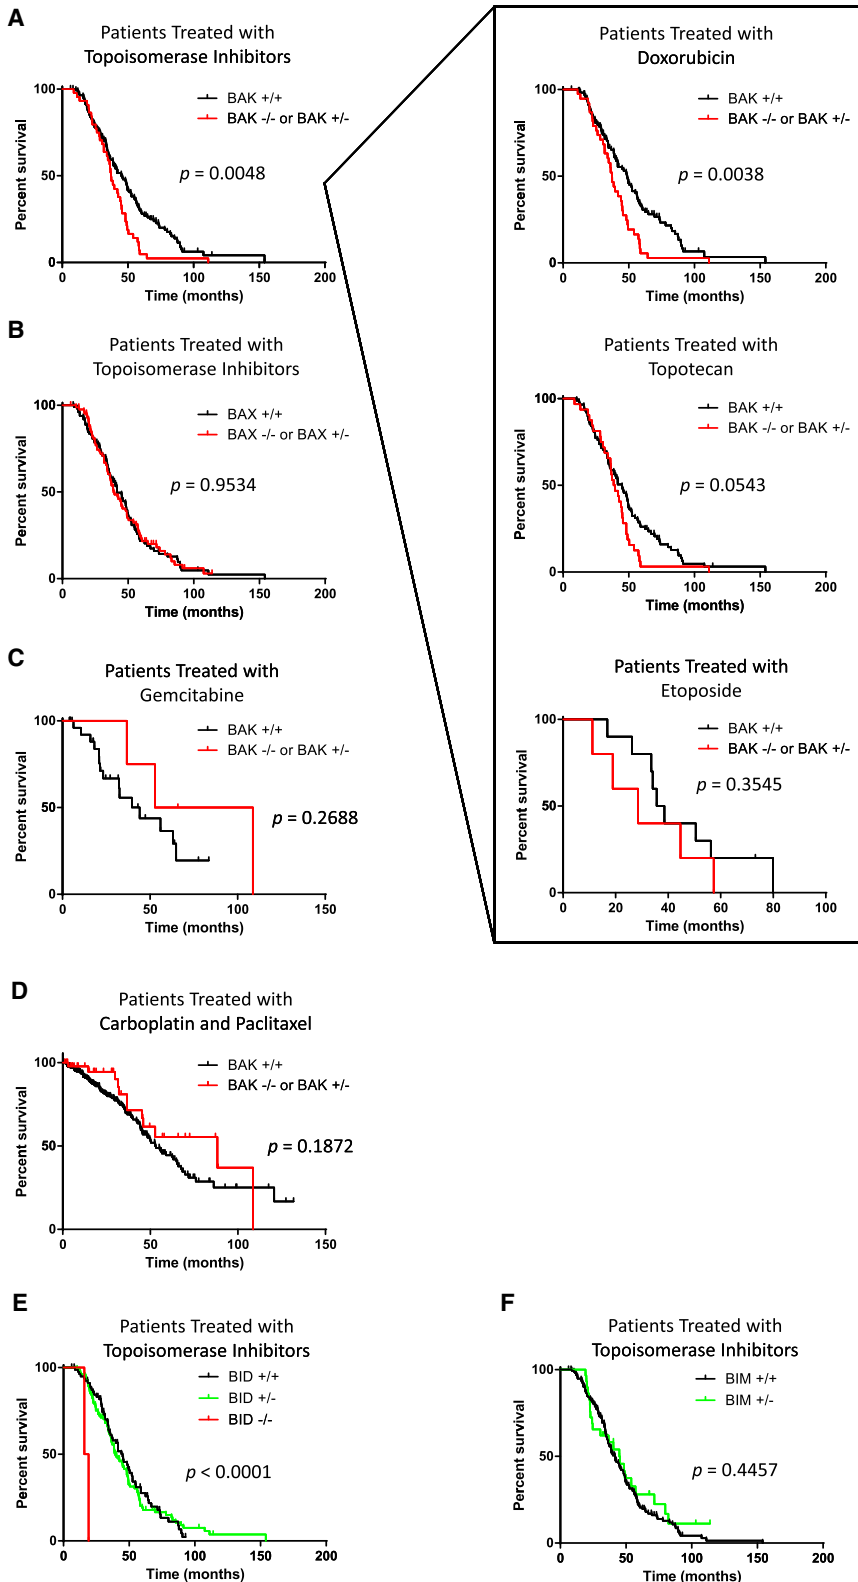 A
Patients Treated with
Topoisomerase Inhibitors
BAK +/+
BAK -/- or BAK +/-
p = 0.0048
Percent survival
100
50
0
0 50 100 150 200
Time (months)
Patients Treated with
Doxorubicin
BAK +/+
BAK -/- or BAK +/-
p = 0.0038
Percent survival
100
50
0
0 50 100 150 200
Time (months)
B
Patients Treated with
Topoisomerase Inhibitors
BAX +/+
BAX -/- or BAX +/-
p = 0.9534
Percent survival
100
50
0
0 50 100 150 200
Time (months)
Patients Treated with
Topotecan
BAK +/+
BAK -/- or BAK +/-
p = 0.0543
Percent survival
100
50
0
0 50 100 150 200
Time (months)
C
Patients Treated with
Gemcitabine
BAK +/+
BAK -/- or BAK +/-
p = 0.2688
Percent survival
100
50
0
0 50 100 150
Time (months)
Patients Treated with
Etoposide
BAK +/+
BAK -/- or BAK +/-
p = 0.3545
Percent survival
100
50
0
0 20 40 60 80 100
Time (months)
D
Patients Treated with
Carboplatin and Paclitaxel
BAK +/+
BAK -/- or BAK +/-
p = 0.1872
Percent survival
100
50
0
0 50 100 150
Time (months)
E
Patients Treated with
Topoisomerase Inhibitors
BID +/+
BID +/-
BID -/-
p < 0.0001
Percent survival
100
50
0
0 50 100 150 200
Time (months)
F
Patients Treated with
Topoisomerase Inhibitors
BIM +/+
BIM +/-
p = 0.4457
Percent survival
100
50
0
0 50 100 150 200
Time (months)